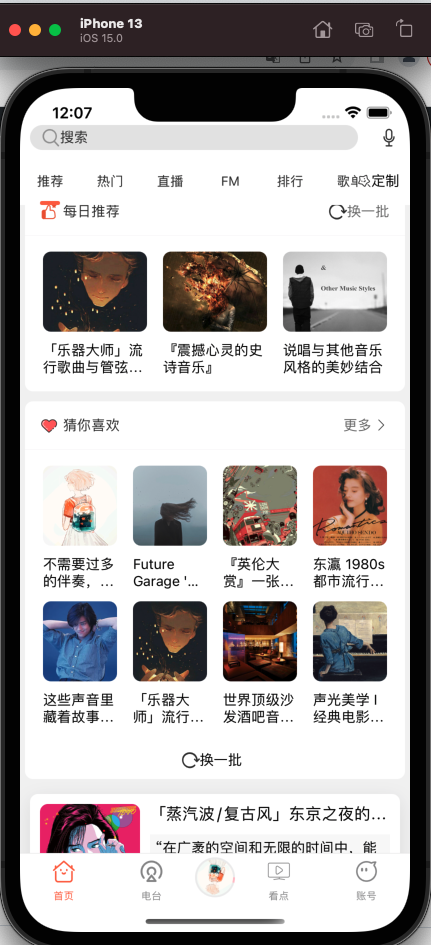 iPhone 13
iOS 15.0
12:07
搜索
推荐 热门 直播 FM 排行 歌单 定制
每日推荐 换一批
& Other Music Styles
「乐器大师」流行歌曲与管弦...
『震撼心灵的史诗音乐』
说唱与其他音乐风格的美妙结合
猜你喜欢 更多
Romantica
不需要过多的伴奏，...
Future Garage '...
『英伦大赏』一张...
东瀛 1980s 都市流行...
这些声音里藏着故事...
「乐器大师」流行...
世界顶级沙发酒吧音...
声光美学 I 经典电影...
换一批
「蒸汽波/复古风」东京之夜的...
“在广袤的空间和无限的时间中，能
首页 电台 看点 账号